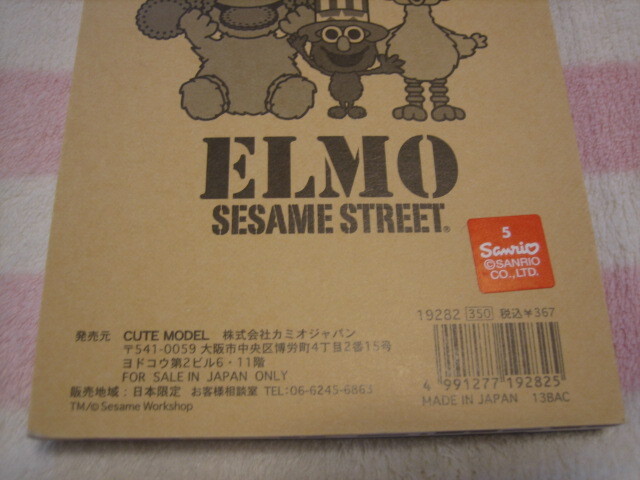 ELMO
SESAME STREET®
5
Sanrio
©SANRIO
CO., LTD.
19282 350 税込¥367
発売元 CUTE MODEL 株式会社カミオジャパン
〒541-0059 大阪市中央区博労町4丁目2番15号
ヨドコウ第2ビル6・11階
FOR SALE IN JAPAN ONLY
販売地域:日本限定 お客様相談室 TEL:06-6245-6863
TM/© Sesame Workshop
4 991277 192825
MADE IN JAPAN 13BAC